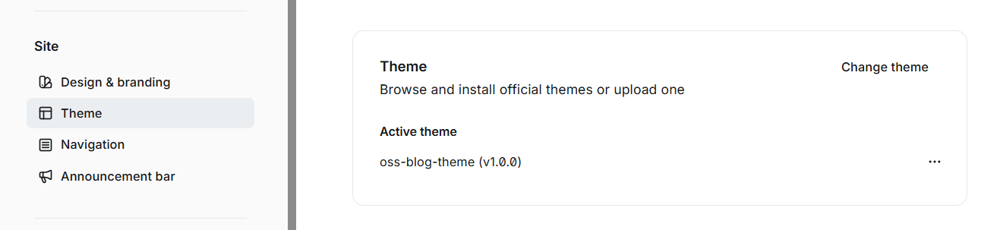 Site
Design & branding
Theme
Navigation
Announcement bar
Theme
Change theme
Browse and install official themes or upload one
Active theme
oss-blog-theme (v1.0.0)